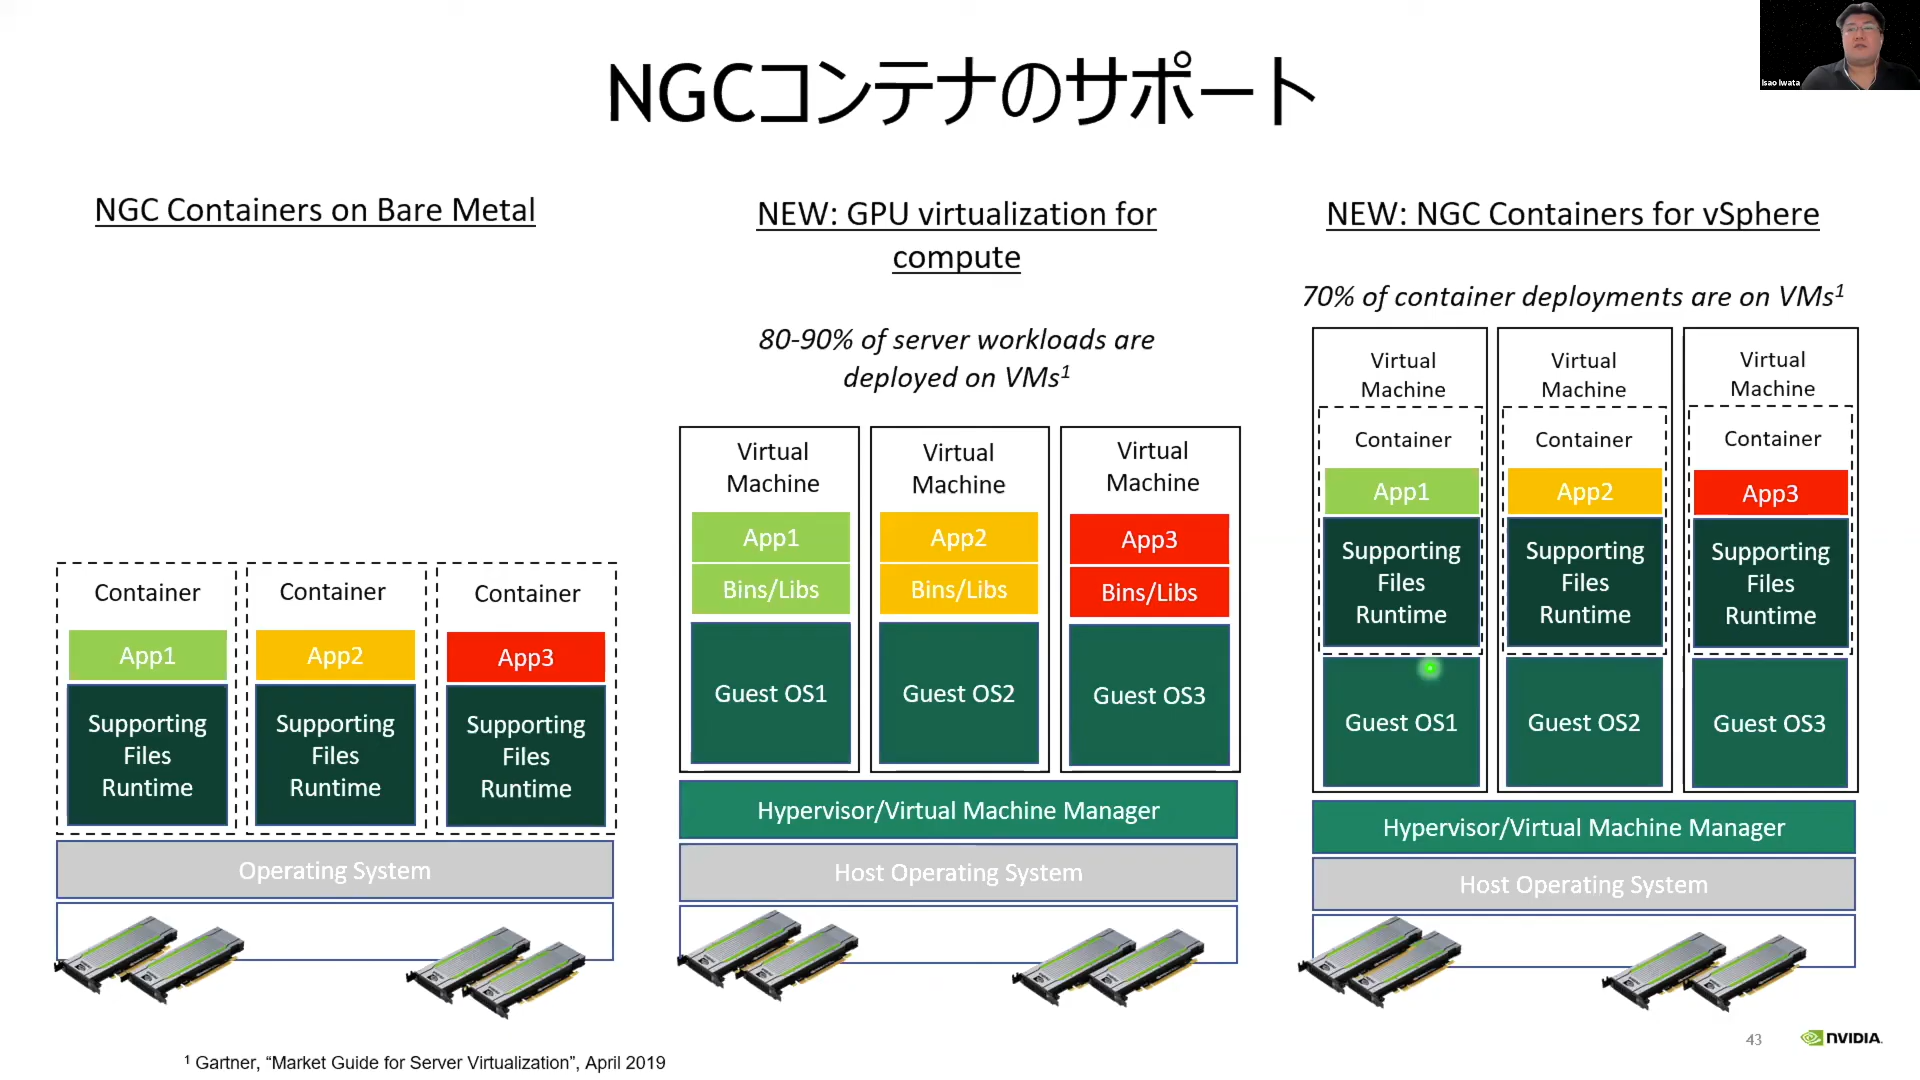 Isao Iwata
NGCコンテナのサポート
NGC Containers on Bare Metal
Container
App1
Supporting
Files
Runtime
Container
App2
Supporting
Files
Runtime
Container
App3
Supporting
Files
Runtime
Operating System
NEW: GPU virtualization for
compute
80-90% of server workloads are
deployed on VMs¹
Virtual
Machine
App1
Bins/Libs
Guest OS1
Virtual
Machine
App2
Bins/Libs
Guest OS2
Virtual
Machine
App3
Bins/Libs
Guest OS3
Hypervisor/Virtual Machine Manager
Host Operating System
NEW: NGC Containers for vSphere
70% of container deployments are on VMs¹
Virtual
Machine
Container
App1
Supporting
Files
Runtime
Guest OS1
Virtual
Machine
Container
App2
Supporting
Files
Runtime
Guest OS2
Virtual
Machine
Container
App3
Supporting
Files
Runtime
Guest OS3
Hypervisor/Virtual Machine Manager
Host Operating System
¹ Gartner, “Market Guide for Server Virtualization”, April 2019
43
NVIDIA.